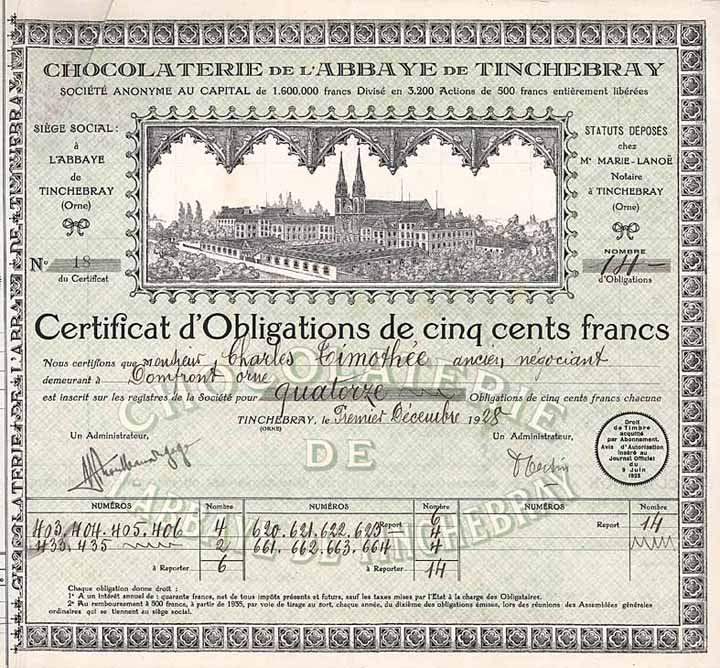 CHOCOLATERIE DE L'ABBAYE DE TINCHEBRAY
SOCIÉTÉ ANONYME AU CAPITAL de 1.600.000 francs Divisé en 3.200 Actions de 500 francs entièrement libérées
SIÈGE SOCIAL :
à
L'ABBAYE
de
TINCHEBRAY
(Orne)
STATUTS DÉPOSÉS
chez
Me MARIE-LANOË
Notaire
à TINCHEBRAY
(Orne)
No 18
du Certificat
NOMBRE
14
d'Obligations
Certificat d'Obligations de cinq cents francs
Nous certifions que monsieur Charles Timothée ancien négociant
demeurant à Domfront orne
est inscrit sur les registres de la Société pour quatorze Obligations de cinq cents francs chacune
TINCHEBRAY, le Premier Décembre 1928
(ORNE)
Un Administrateur,
Un Administrateur,
Droit
de Timbre
acquitté
par Abonnement.
Avis d'Autorisation
inséré au
Journal Officiel
du
9 Juin
1925
CHOCOLATERIE
DE
L'ABBAYE DE TINCHEBRAY
NUMÉROS Nombre NUMÉROS Nombre NUMÉROS Nombre
403.404.405.406 4 620.621.622.623 Report 6 Report 14
433.435 2 661.662.663.664 4
4
à Reporter 6 à Reporter 14
Chaque obligation donne droit :
1° A un intérêt annuel de : quarante francs, net de tous impôts présents et futurs, sauf les taxes mises par l'Etat à la charge des Obligataires.
2° Au remboursement à 500 francs, à partir de 1935, par voie de tirage au sort, chaque année, du dixième des obligations émises, lors des réunions des Assemblées générales
ordinaires qui se tiennent au siège social.
CHOCOLATERIE DE L'ABBAYE DE TINCHEBRAY